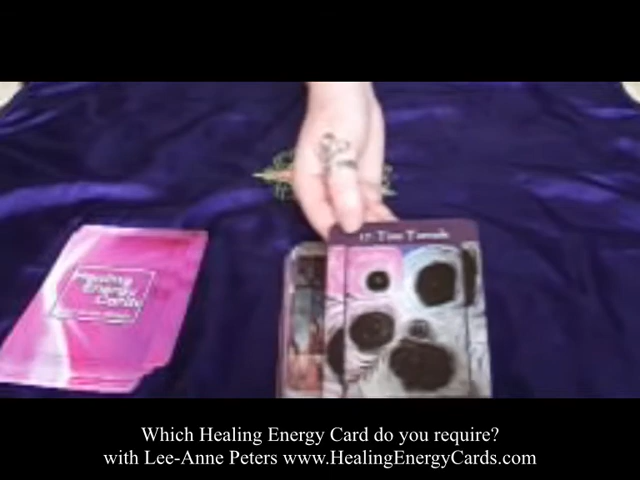 17. Time Tunnels
Healing
Energy
Cards
Which Healing Energy Card do you require?
with Lee-Anne Peters www.HealingEnergyCards.com